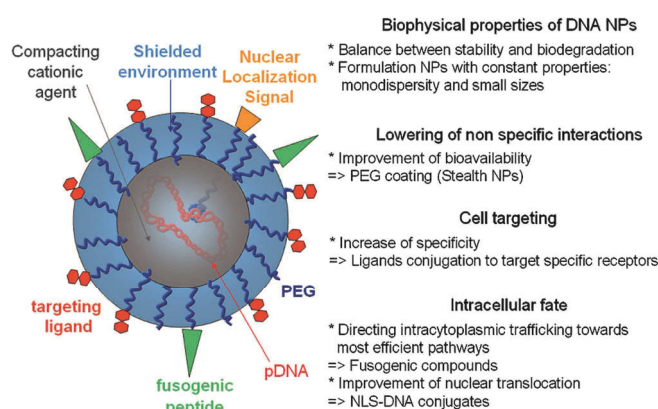 Compacting
cationic
agent
Shielded
environment
Nuclear
Localization
Signal
PEG
targeting
ligand
pDNA
fusogenic
peptide
Biophysical properties of DNA NPs
* Balance between stability and biodegradation
* Formulation NPs with constant properties:
monodispersity and small sizes
Lowering of non specific interactions
* Improvement of bioavailability
=> PEG coating (Stealth NPs)
Cell targeting
* Increase of specificity
=> Ligands conjugation to target specific receptors
Intracellular fate
* Directing intracytoplasmic trafficking towards
most efficient pathways
=> Fusogenic compounds
* Improvement of nuclear translocation
=> NLS-DNA conjugates